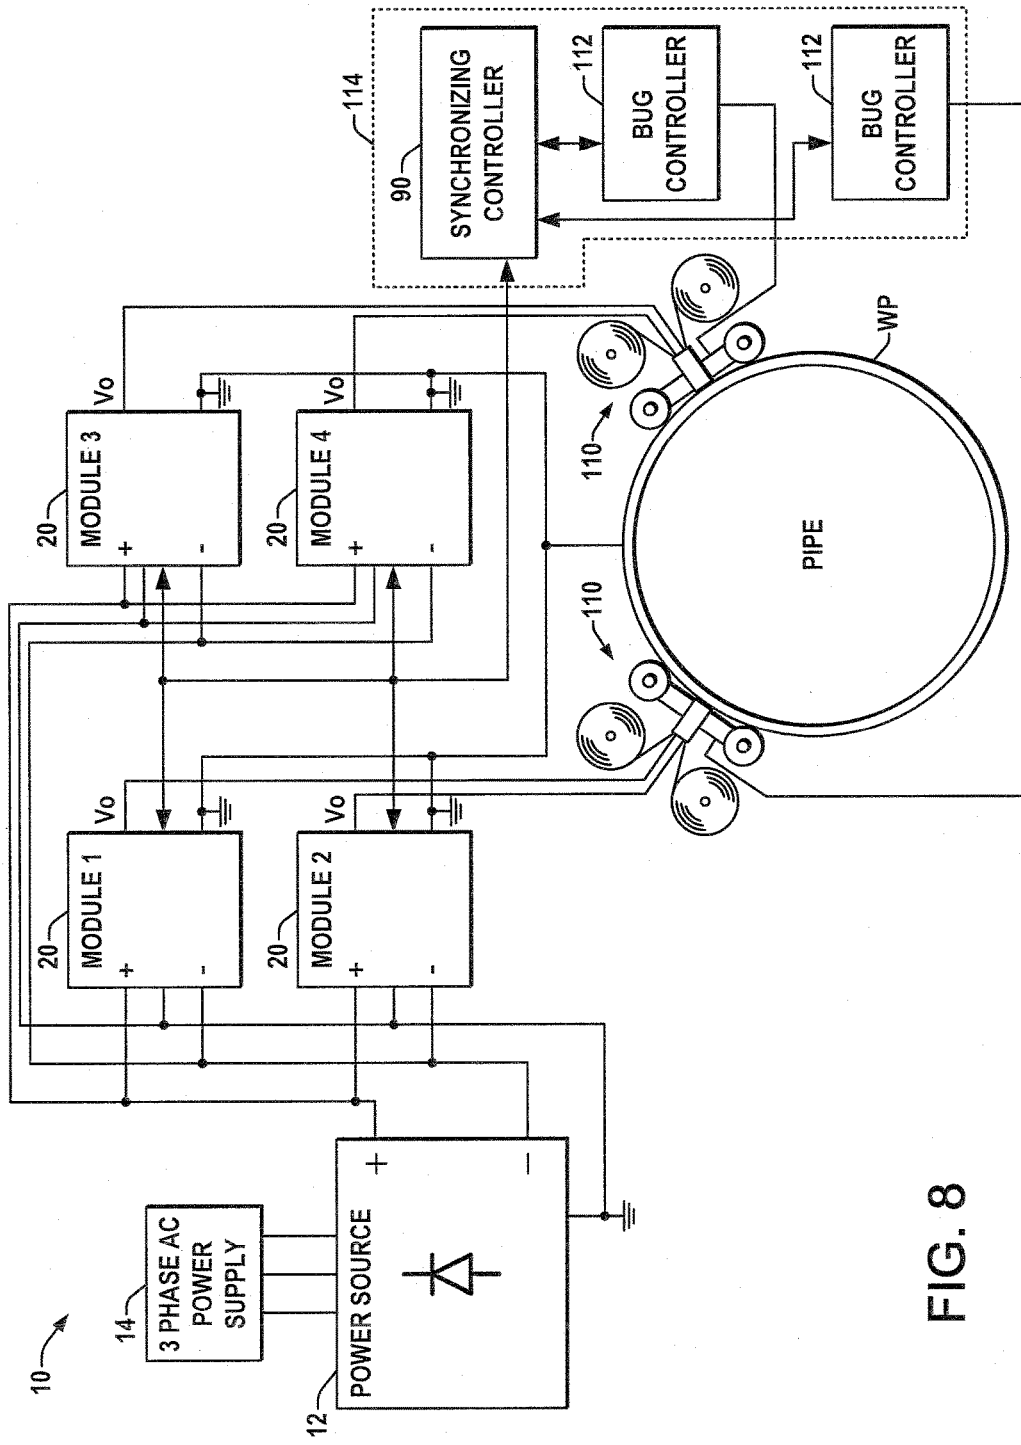 10
14
3 PHASE AC
POWER
SUPPLY
12
POWER SOURCE
+
−
20
MODULE 1
+
-
Vo
20
MODULE 2
+
-
Vo
20
MODULE 3
+
-
Vo
20
MODULE 4
+
-
Vo
114
90
SYNCHRONIZING
CONTROLLER
112
BUG
CONTROLLER
112
BUG
CONTROLLER
110
110
PIPE
WP
FIG. 8